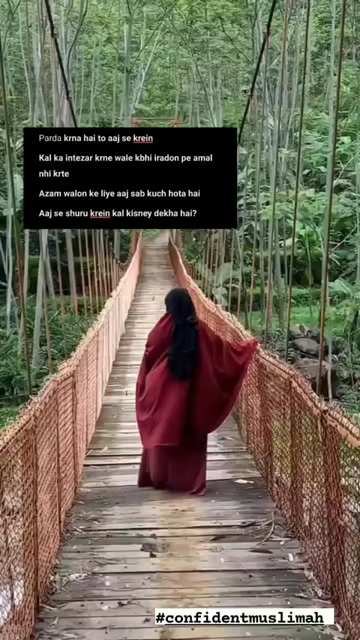 Parda krna hai to aaj se krein
Kal ka intezar krne wale kbhi iradon pe amal
nhi krte
Azam walon ke liye aaj sab kuch hota hai
Aaj se shuru krein kal kisney dekha hai?
#confidentmuslimah